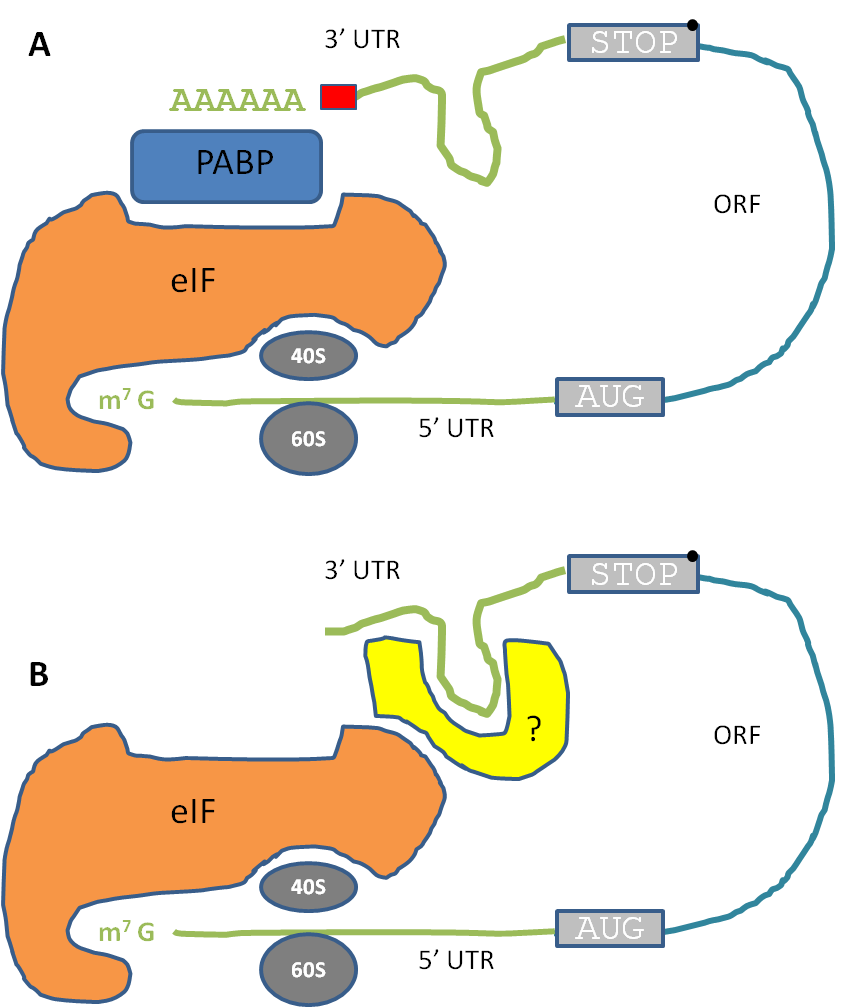 A
3’ UTR
STOP
AAAAAA
PABP
ORF
eIF
40S
m⁷ G
AUG
5’ UTR
60S
3’ UTR
STOP
B
?
ORF
eIF
40S
m⁷ G
AUG
5’ UTR
60S